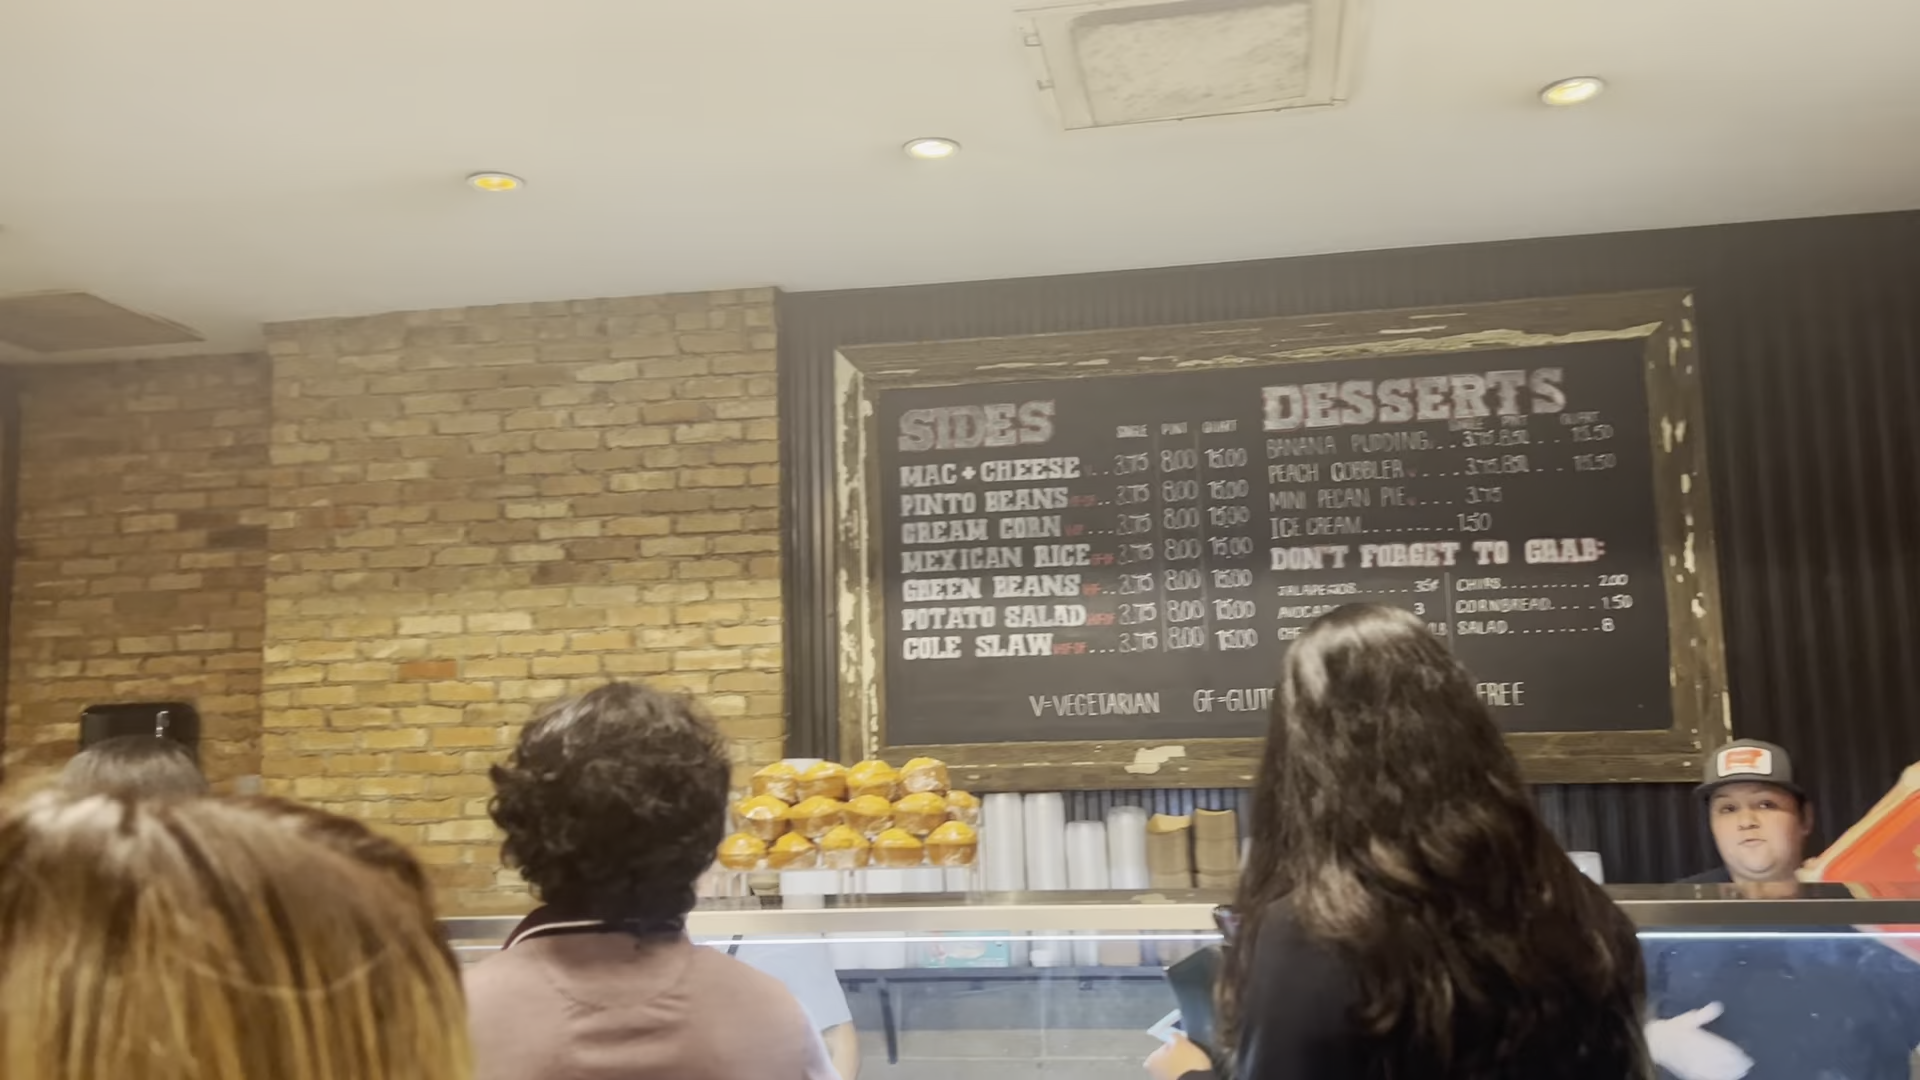 SIDES
SINGLE PINT QUART
MAC + CHEESE ... 3.75 8.00 15.00
PINTO BEANS ... 3.75 8.00 15.00
CREAM CORN ... 3.75 8.00 15.00
MEXICAN RICE ... 3.75 8.00 15.00
GREEN BEANS ... 3.75 8.00 15.00
POTATO SALAD ... 3.75 8.00 15.00
COLE SLAW ... 3.75 8.00 15.00
DESSERTS
SINGLE PINT QUART
BANANA PUDDING... 3.75 8.50 .. 15.50
PEACH COBBLER ... 3.75 8.50 .. 15.50
MINI PECAN PIE.... 3.75
ICE CREAM......... 1.50
DON'T FORGET TO GRAB:
JALAPEÑOS...... 35¢
3
CHIPS.......... 2.00
CORNBREAD.... 1.50
SALAD......... 8
V=VEGETARIAN FREE